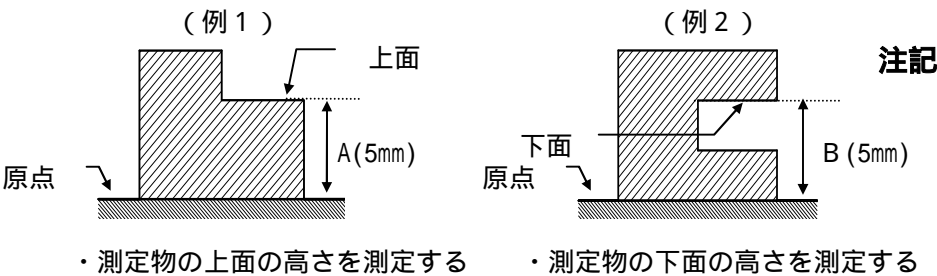 （例１）
上面
A(5㎜)
原点
・測定物の上面の高さを測定する
（例２）
注記
下面
B(5㎜)
原点
・測定物の下面の高さを測定する